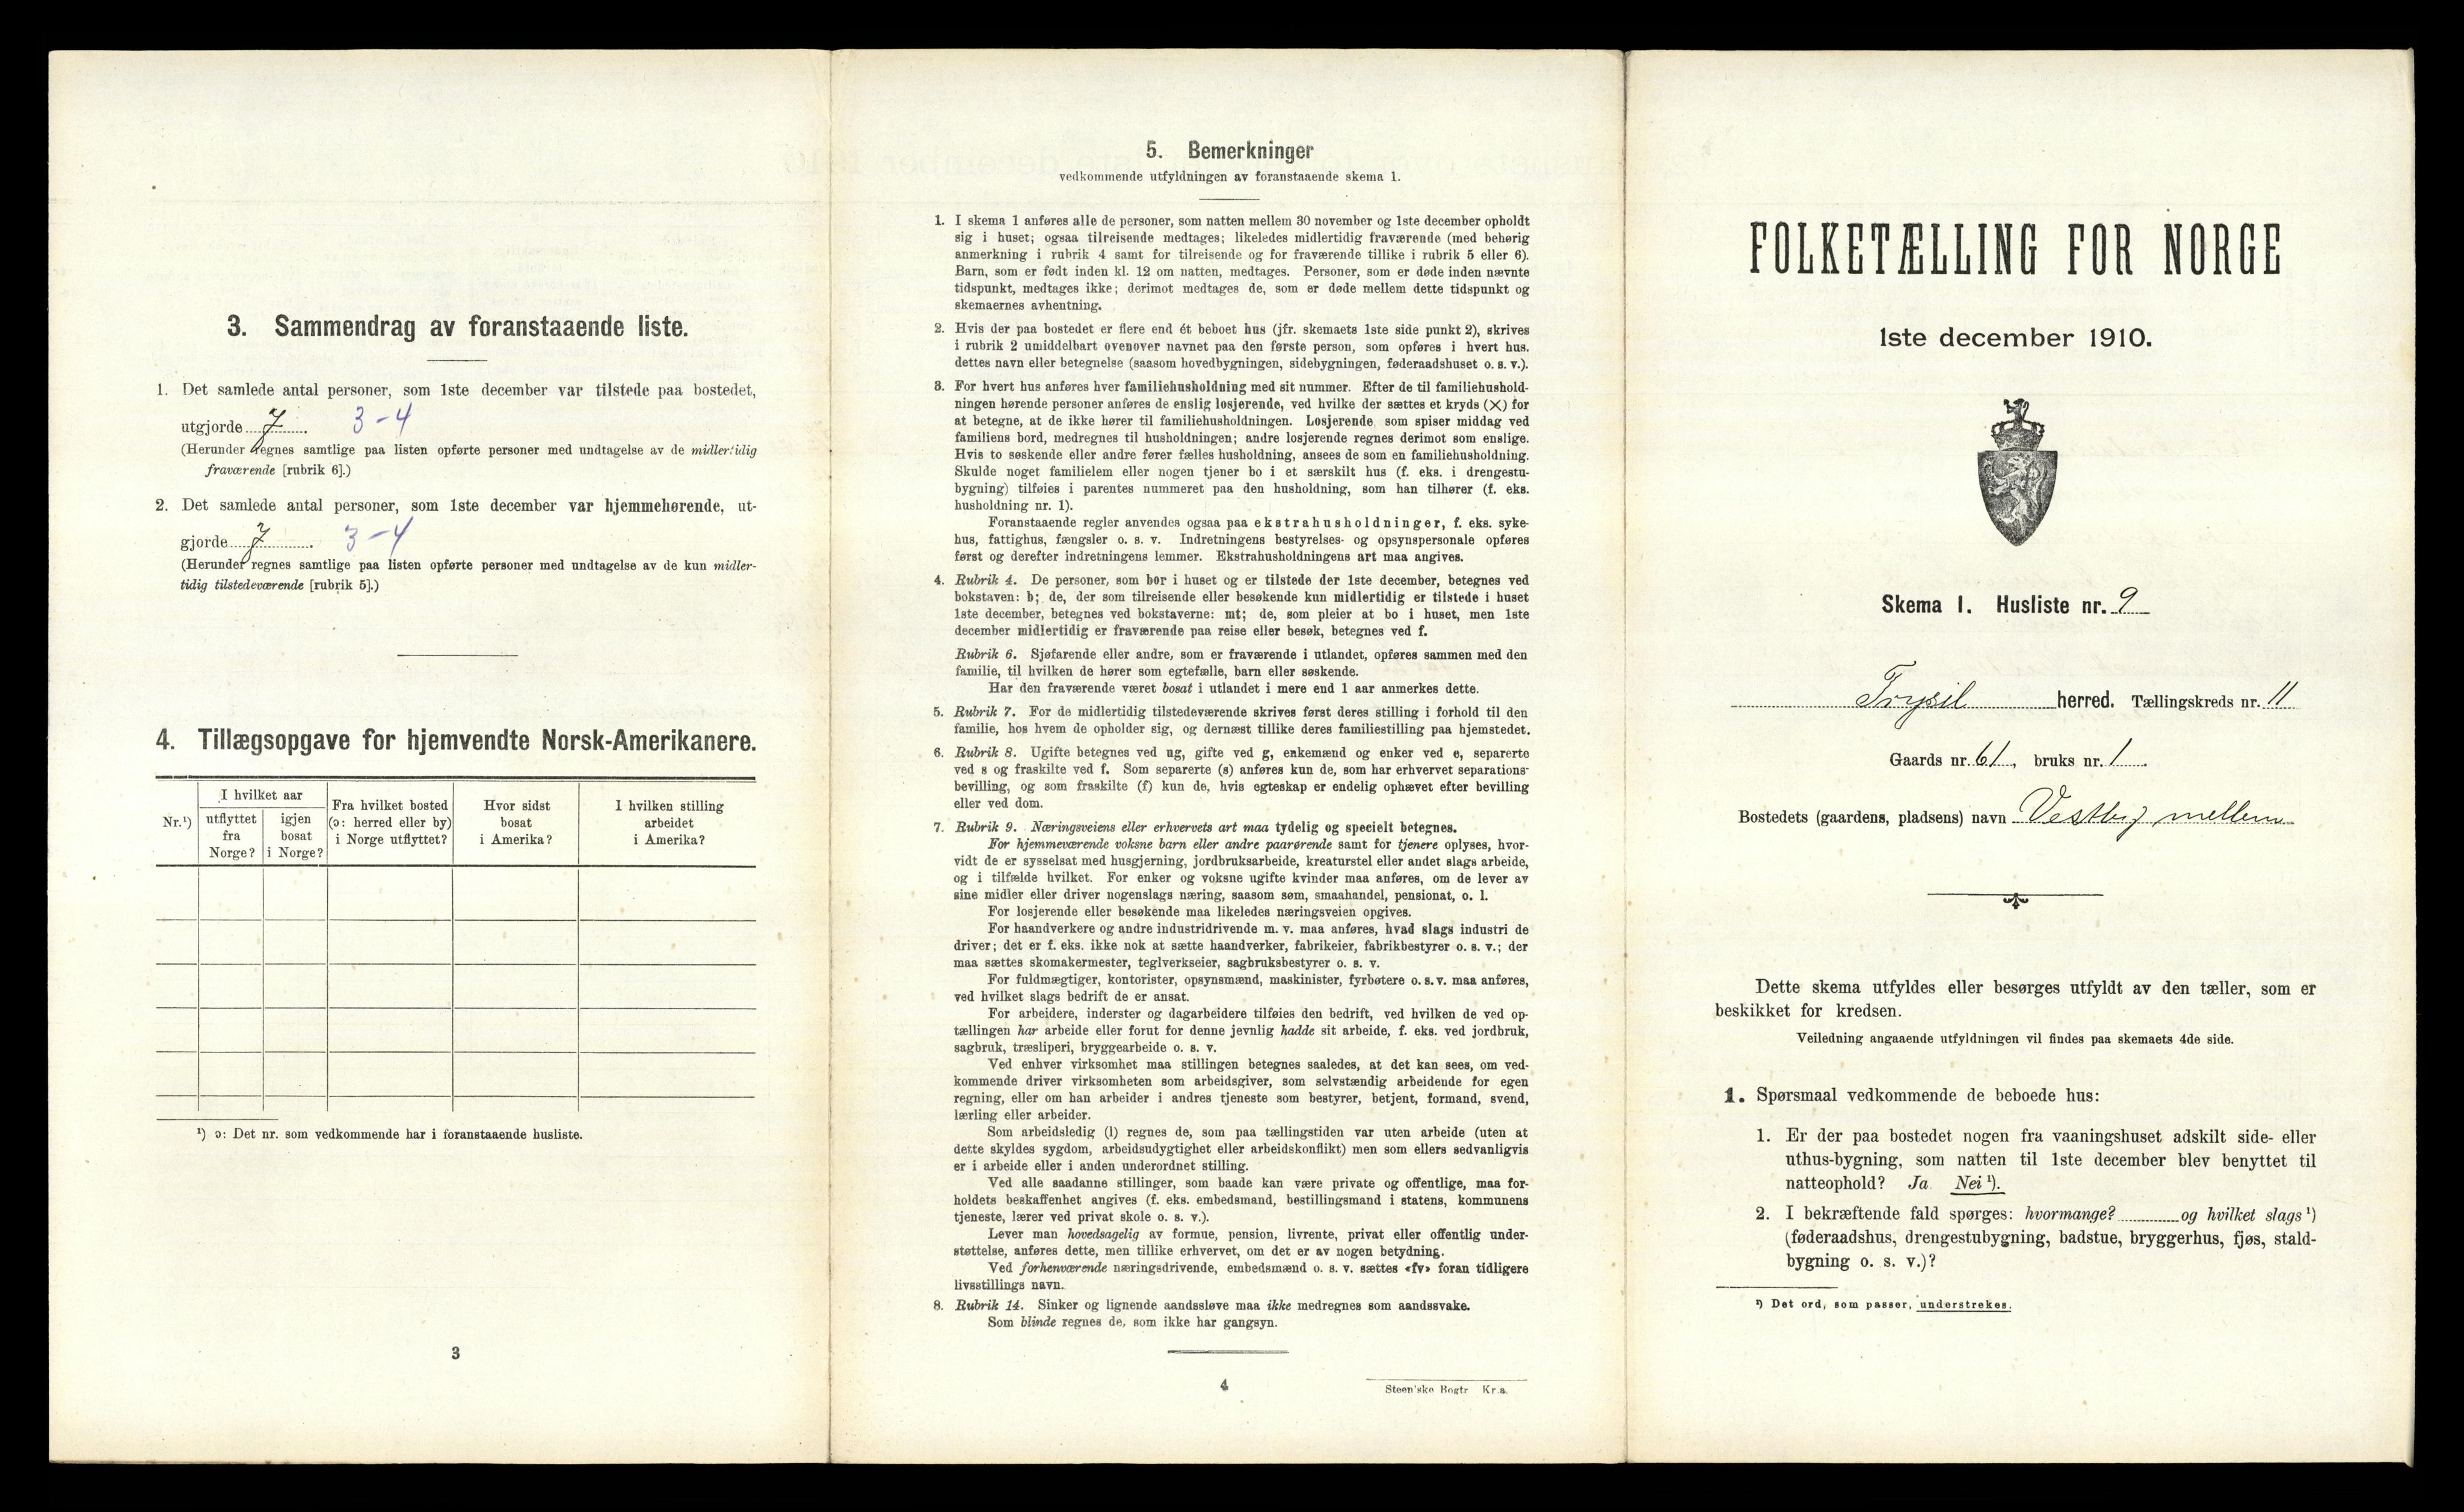 3. Sammendrag av foranstaaende liste.
1. Det samlede antal personer, som 1ste december var tilstede paa bostedet,
utgjorde 7. 3-4
(Herunder regnes samtlige paa listen opførte personer med undtagelse av de midlertidig
fraværende [rubrik 6].)
2. Det samlede antal personer, som 1ste december var hjemmehørende, ut-
gjorde 7. 3-4
(Herunder regnes samtlige paa listen opførte personer med undtagelse av de kun midler-
tidig tilstedeværende [rubrik 5].)
4. Tillægsopgave for hjemvendte Norsk-Amerikanere.
Nr.¹)
I hvilket aar
utflyttet
fra
Norge?
igjen
bosat
i Norge?
Fra hvilket bosted
(ɔ: herred eller by)
i Norge utflyttet?
Hvor sidst
bosat
i Amerika?
I hvilken stilling
arbeidet
i Amerika?
¹) ɔ: Det nr. som vedkommende har i foranstaaende husliste.
3
5. Bemerkninger
vedkommende utfyldningen av foranstaaende skema 1.
1. I skema 1 anføres alle de personer, som natten mellem 30 november og 1ste december opholdt
sig i huset; ogsaa tilreisende medtages; likeledes midlertidig fraværende (med behørig
anmerkning i rubrik 4 samt for tilreisende og for fraværende tillike i rubrik 5 eller 6).
Barn, som er født inden kl. 12 om natten, medtages. Personer, som er døde inden nævnte
tidspunkt, medtages ikke; derimot medtages de, som er døde mellem dette tidspunkt og
skemaernes avhentning.
2. Hvis der paa bostedet er flere end ét beboet hus (jfr. skemaets 1ste side punkt 2), skrives
i rubrik 2 umiddelbart ovenover navnet paa den første person, som opføres i hvert hus,
dettes navn eller betegnelse (saasom hovedbygningen, sidebygningen, føderaadshuset o. s. v.).
3. For hvert hus anføres hver familiehusholdning med sit nummer. Efter de til familiehushold-
ningen hørende personer anføres de enslig losjerende, ved hvilke der sættes et kryds (×) for
at betegne, at de ikke hører til familiehusholdningen. Losjerende som spiser middag ved
familiens bord, medregnes til husholdningen; andre losjerende regnes derimot som enslige.
Hvis to søskende eller andre fører fælles husholdning, ansees de som en familiehusholdning.
Skulde noget familielem eller nogen tjener bo i et særskilt hus (f. eks. i drengestu-
bygning) tilføies i parentes nummeret paa den husholdning, som han tilhører (f. eks.
husholdning nr. 1).
Foranstaaende regler anvendes ogsaa paa ekstrahusholdninger, f. eks. syke-
hus, fattighus, fængsler o. s. v. Indretningens bestyrelses- og opsynspersonale opføres
først og derefter indretningens lemmer. Ekstrahusholdningens art maa angives.
4. Rubrik 4. De personer, som bor i huset og er tilstede der 1ste december, betegnes ved
bokstaven: b; de, der som tilreisende eller besøkende kun midlertidig er tilstede i huset
1ste december, betegnes ved bokstaverne: mt; de, som pleier at bo i huset, men 1ste
december midlertidig er fraværende paa reise eller besøk, betegnes ved f.
Rubrik 6. Sjøfarende eller andre, som er fraværende i utlandet, opføres sammen med den
familie, til hvilken de hører som egtefælle, barn eller søskende.
Har den fraværende været bosat i utlandet i mere end 1 aar anmerkes dette.
5. Rubrik 7. For de midlertidig tilstedeværende skrives først deres stilling i forhold til den
familie, hos hvem de opholder sig, og dernæst tillike deres familiestilling paa hjemstedet.
6. Rubrik 8. Ugifte betegnes ved ug, gifte ved g, enkemænd og enker ved e, separerte
ved s og fraskilte ved f. Som separerte (s) anføres kun de, som har erhvervet separations-
bevilling, og som fraskilte (f) kun de, hvis egteskap er endelig ophævet efter bevilling
eller ved dom.
7. Rubrik 9. Næringsveiens eller erhvervets art maa tydelig og specielt betegnes.
For hjemmeværende voksne barn eller andre paarørende samt for tjenere oplyses, hvor-
vidt de er sysselsat med husgjerning, jordbruksarbeide, kreaturstel eller andet slags arbeide,
og i tilfælde hvilket. For enker og voksne ugifte kvinder maa anføres, om de lever av
sine midler eller driver nogenslags næring, saasom søm, smaahandel, pensionat, o. l.
For losjerende eller besøkende maa likeledes næringsveien opgives.
For haandverkere og andre industridrivende m. v. maa anføres, hvad slags industri de
driver; det er f. eks. ikke nok at sætte haandverker, fabrikeier, fabrikbestyrer o. s. v.; der
maa sættes skomakermester, teglverkseier, sagbruksbestyrer o. s. v.
For fuldmægtiger, kontorister, opsynsmænd, maskinister, fyrbøtere o. s. v. maa anføres,
ved hvilket slags bedrift de er ansat.
For arbeidere, inderster og dagarbeidere tilføies den bedrift, ved hvilken de ved op-
tællingen har arbeide eller forut for denne jevnlig hadde sit arbeide, f. eks. ved jordbruk,
sagbruk, træsliperi, bryggearbeide o. s. v.
Ved enhver virksomhet maa stillingen betegnes saaledes, at det kan sees, om ved-
kommende driver virksomheten som arbeidsgiver, som selvstændig arbeidende for egen
regning, eller om han arbeider i andres tjeneste som bestyrer, betjent, formand, svend,
lærling eller arbeider.
Som arbeidsledig (l) regnes de, som paa tællingstiden var uten arbeide (uten at
dette skyldes sygdom, arbeidsudygtighet eller arbeidskonflikt) men som ellers sedvanligvis
er i arbeide eller i anden underordnet stilling.
Ved alle saadanne stillinger, som baade kan være private og offentlige, maa for-
holdets beskaffenhet angives (f. eks. embedsmand, bestillingsmand i statens, kommunens
tjeneste, lærer ved privat skole o. s. v.).
Lever man hovedsagelig av formue, pension, livrente, privat eller offentlig under-
støttelse, anføres dette, men tillike erhvervet, om det er av nogen betydning.
Ved forhenværende næringsdrivende, embedsmænd o. s. v. sættes «fv» foran tidligere
livsstillings navn.
8. Rubrik 14. Sinker og lignende aandssløve maa ikke medregnes som aandssvake.
Som blinde regnes de, som ikke har gangsyn.
4
Steen'ske Bogtr Kr.a.
FOLKETÆLLING FOR NORGE
1ste december 1910.
Skema 1. Husliste nr. 9
Trysil herred. Tællingskreds nr. 11
Gaards nr. 61, bruks nr. 1.
Bostedets (gaardens, pladsens) navn Vestby mellem
Dette skema utfyldes eller besørges utfyldt av den tæller, som er
beskikket for kredsen.
Veiledning angaaende utfyldningen vil findes paa skemaets 4de side.
1. Spørsmaal vedkommende de beboede hus:
1. Er der paa bostedet nogen fra vaaningshuset adskilt side- eller
uthus-bygning, som natten til 1ste december blev benyttet til
natteophold? Ja Nei ¹).
2. I bekræftende fald spørges: hvormange? og hvilket slags ¹)
(føderaadshus, drengestubygning, badstue, bryggerhus, fjøs, stald-
bygning o. s. v.)?
¹) Det ord, som passer, understrekes.